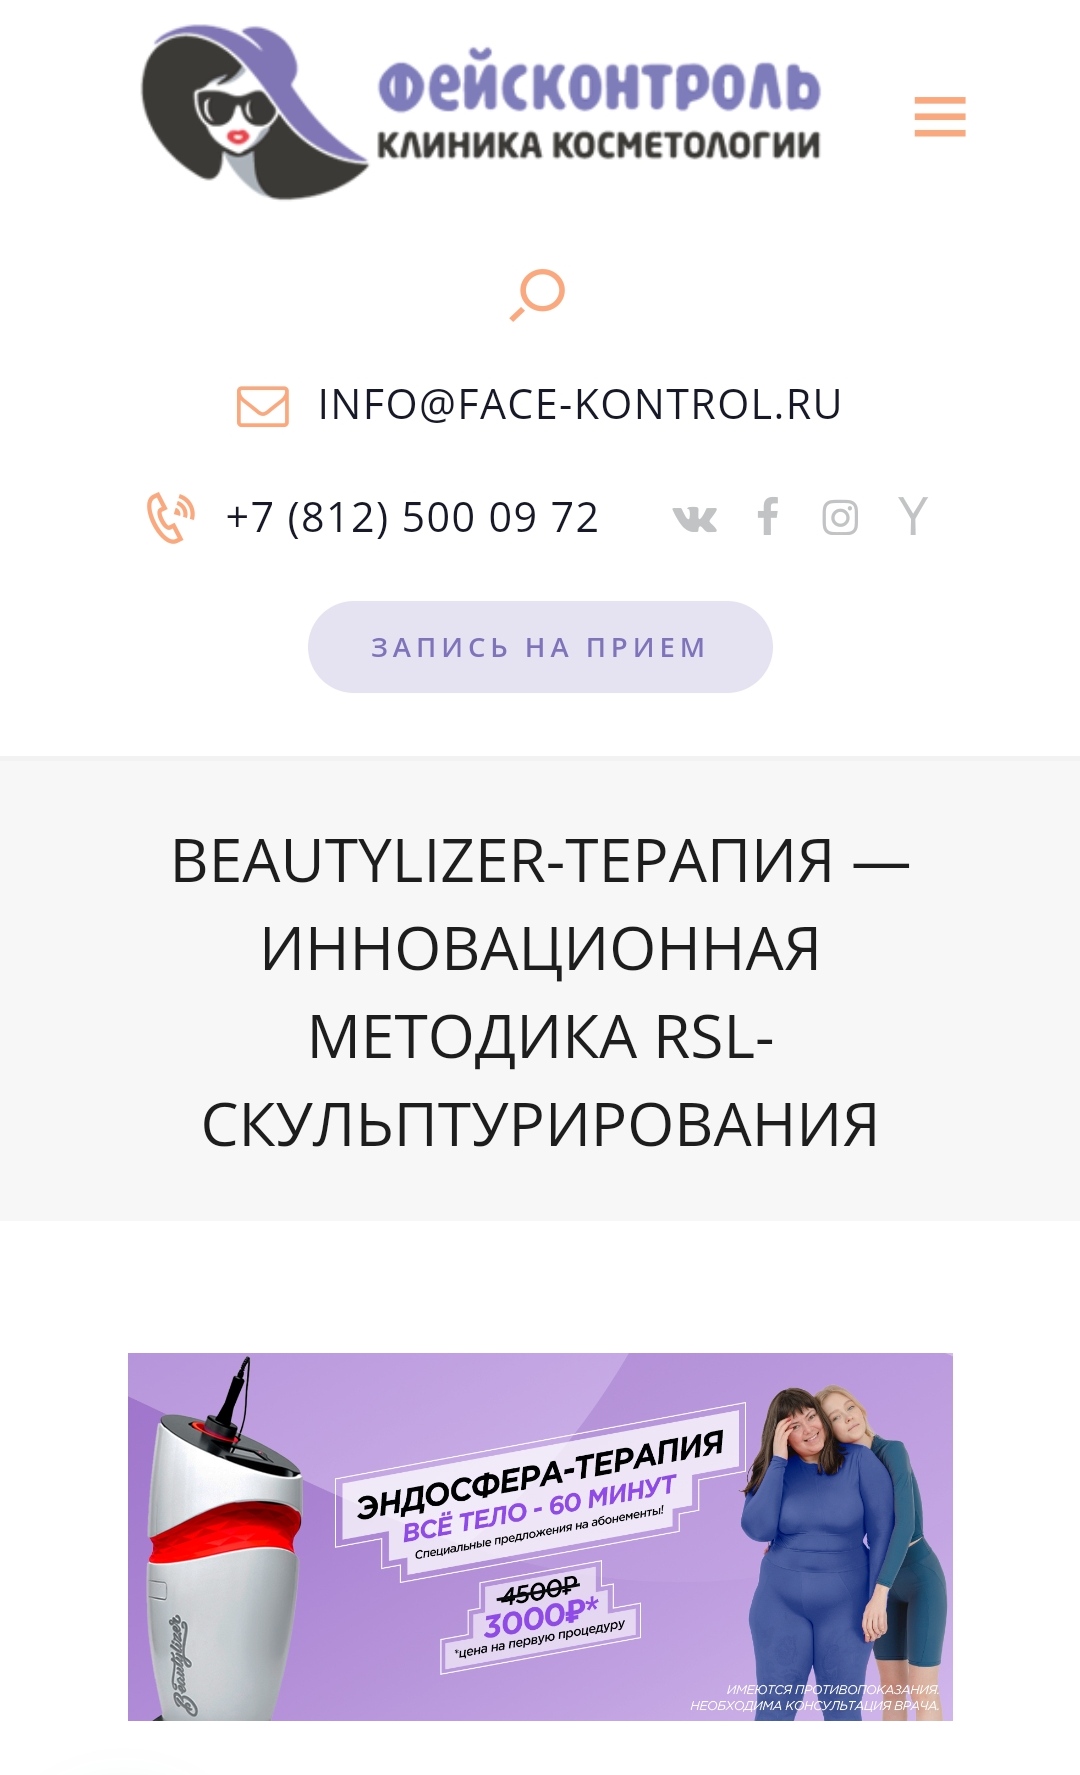 Фейсконтроль
КЛИНИКА КОСМЕТОЛОГИИ
INFO@FACE-KONTROL.RU
+7 (812) 500 09 72
ЗАПИСЬ НА ПРИЕМ
BEAUTYLIZER-ТЕРАПИЯ —
ИННОВАЦИОННАЯ
МЕТОДИКА RSL-
СКУЛЬПТУРИРОВАНИЯ
ЭНДОСФЕРА-ТЕРАПИЯ
ВСЁ ТЕЛО - 60 МИНУТ
Специальные предложения на абонементы!
4500₽
3000₽*
*цена на первую процедуру
Beautylizer
ИМЕЮТСЯ ПРОТИВОПОКАЗАНИЯ.
НЕОБХОДИМА КОНСУЛЬТАЦИЯ ВРАЧА.